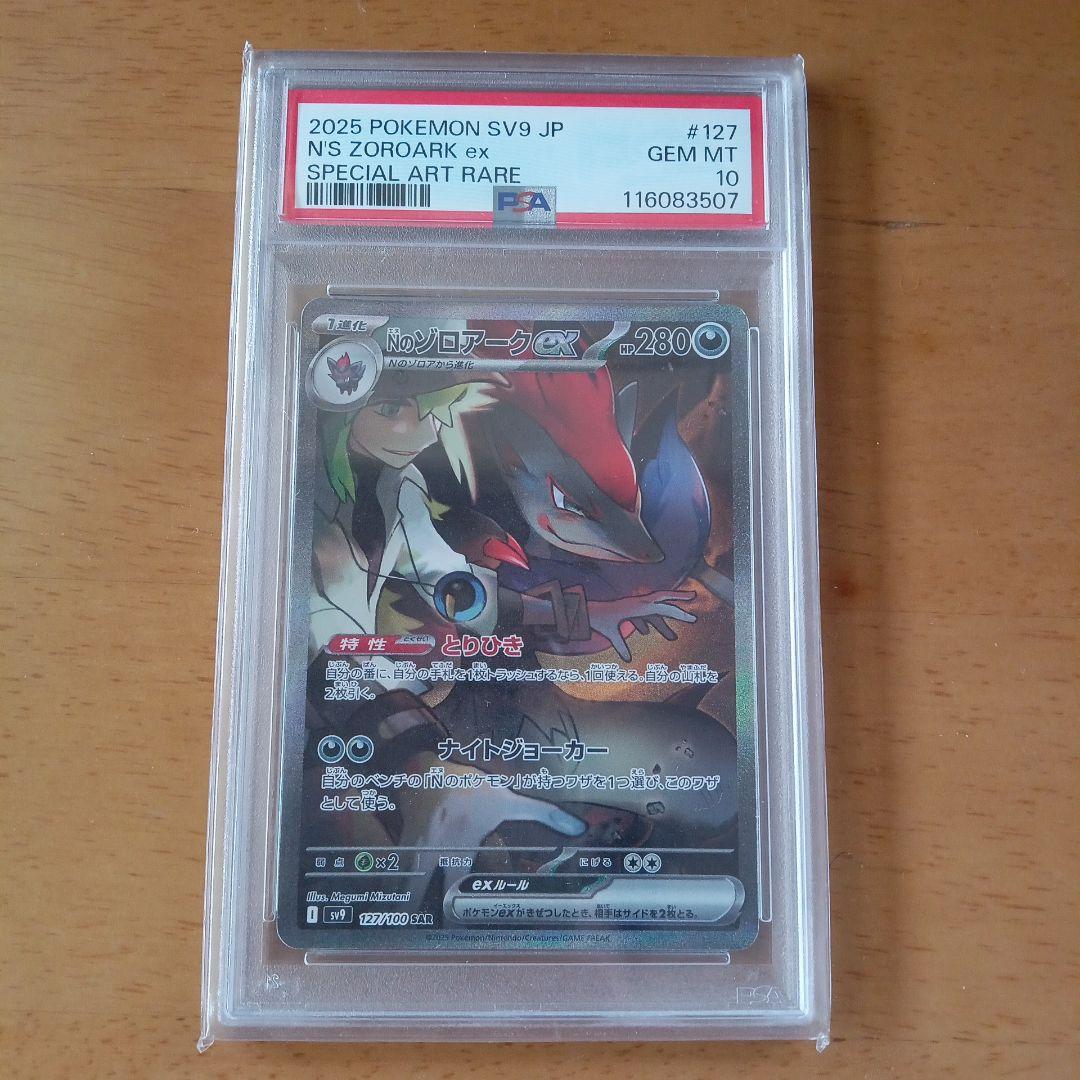 2025 POKEMON SV9 JP #127
N'S ZOROARK ex GEM MT
SPECIAL ART RARE 10
PSA 116083507
1進化 Nのゾロアークex HP280
Nのゾロアから進化
特性 とくせい とりひき
自分の番に、自分の手札を1枚トラッシュするなら、1回使える。自分の山札を
2枚引く。
ナイトジョーカー
自分のベンチの「Nのポケモン」が持つワザを1つ選び、このワザ
として使う。
弱点 ×2 抵抗力 にげる
exルール
ポケモンexがきぜつしたとき、相手はサイドを2枚とる。
Illus. Megumi Mizutani
I sv9 127/100 SAR
©2025 Pokémon/Nintendo/Creatures/GAME FREAK
PSA